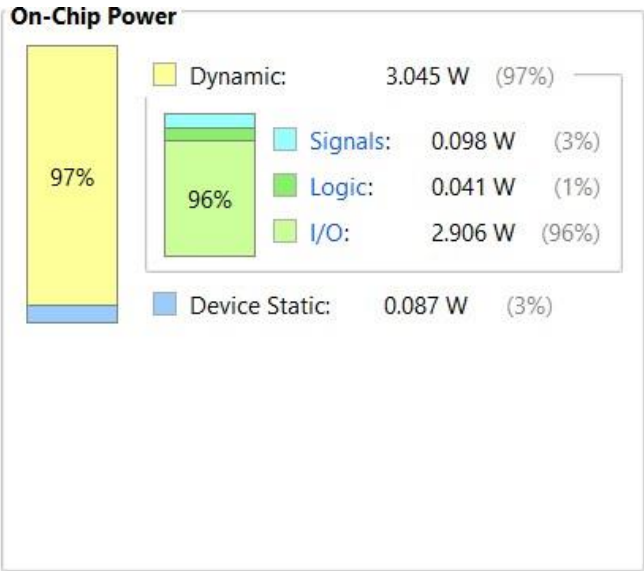 On-Chip Power
Dynamic: 3.045 W (97%)
Signals: 0.098 W (3%)
97%
Logic: 0.041 W (1%)
96%
I/O: 2.906 W (96%)
Device Static: 0.087 W (3%)